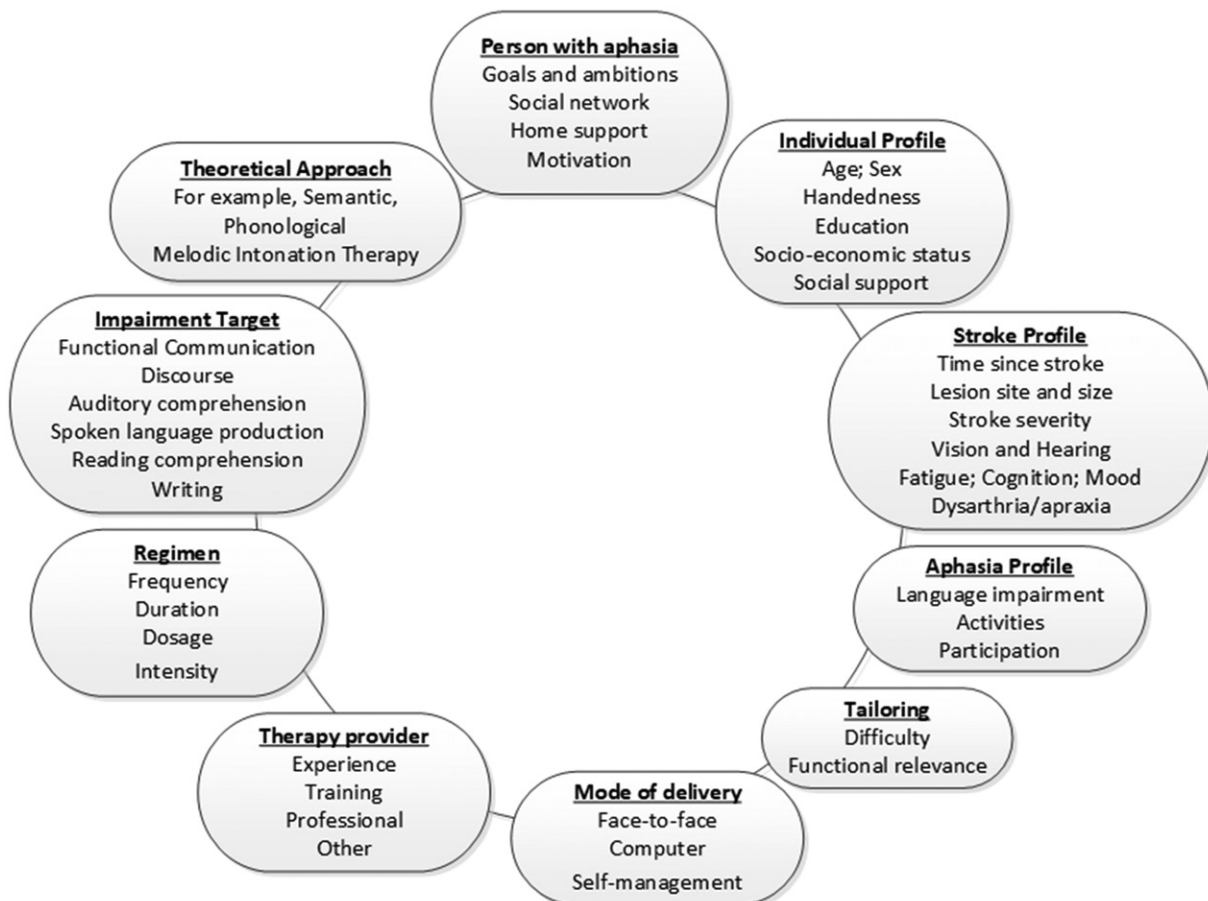 Person with aphasia
Goals and ambitions
Social network
Home support
Motivation
Individual Profile
Age; Sex
Handedness
Education
Socio-economic status
Social support
Stroke Profile
Time since stroke
Lesion site and size
Stroke severity
Vision and Hearing
Fatigue; Cognition; Mood
Dysarthria/apraxia
Aphasia Profile
Language impairment
Activities
Participation
Tailoring
Difficulty
Functional relevance
Mode of delivery
Face-to-face
Computer
Self-management
Therapy provider
Experience
Training
Professional
Other
Regimen
Frequency
Duration
Dosage
Intensity
Impairment Target
Functional Communication
Discourse
Auditory comprehension
Spoken language production
Reading comprehension
Writing
Theoretical Approach
For example, Semantic,
Phonological
Melodic Intonation Therapy